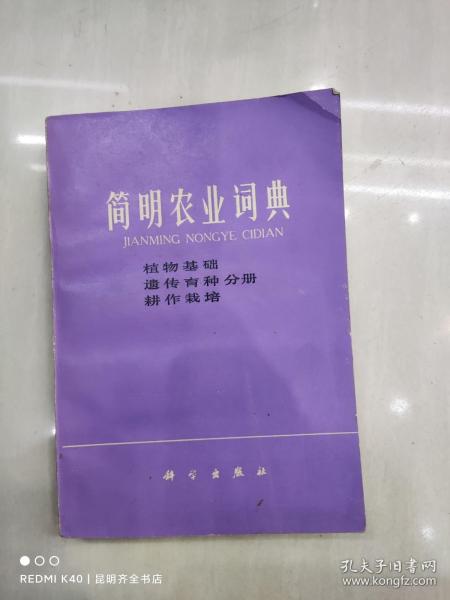 简明农业词典
JIANMING NONGYE CIDIAN
植物基础
遗传育种分册
耕作栽培
科学出版社
REDMI K40 | 昆明齐全书店
孔夫子旧书网
www.kongfz.com